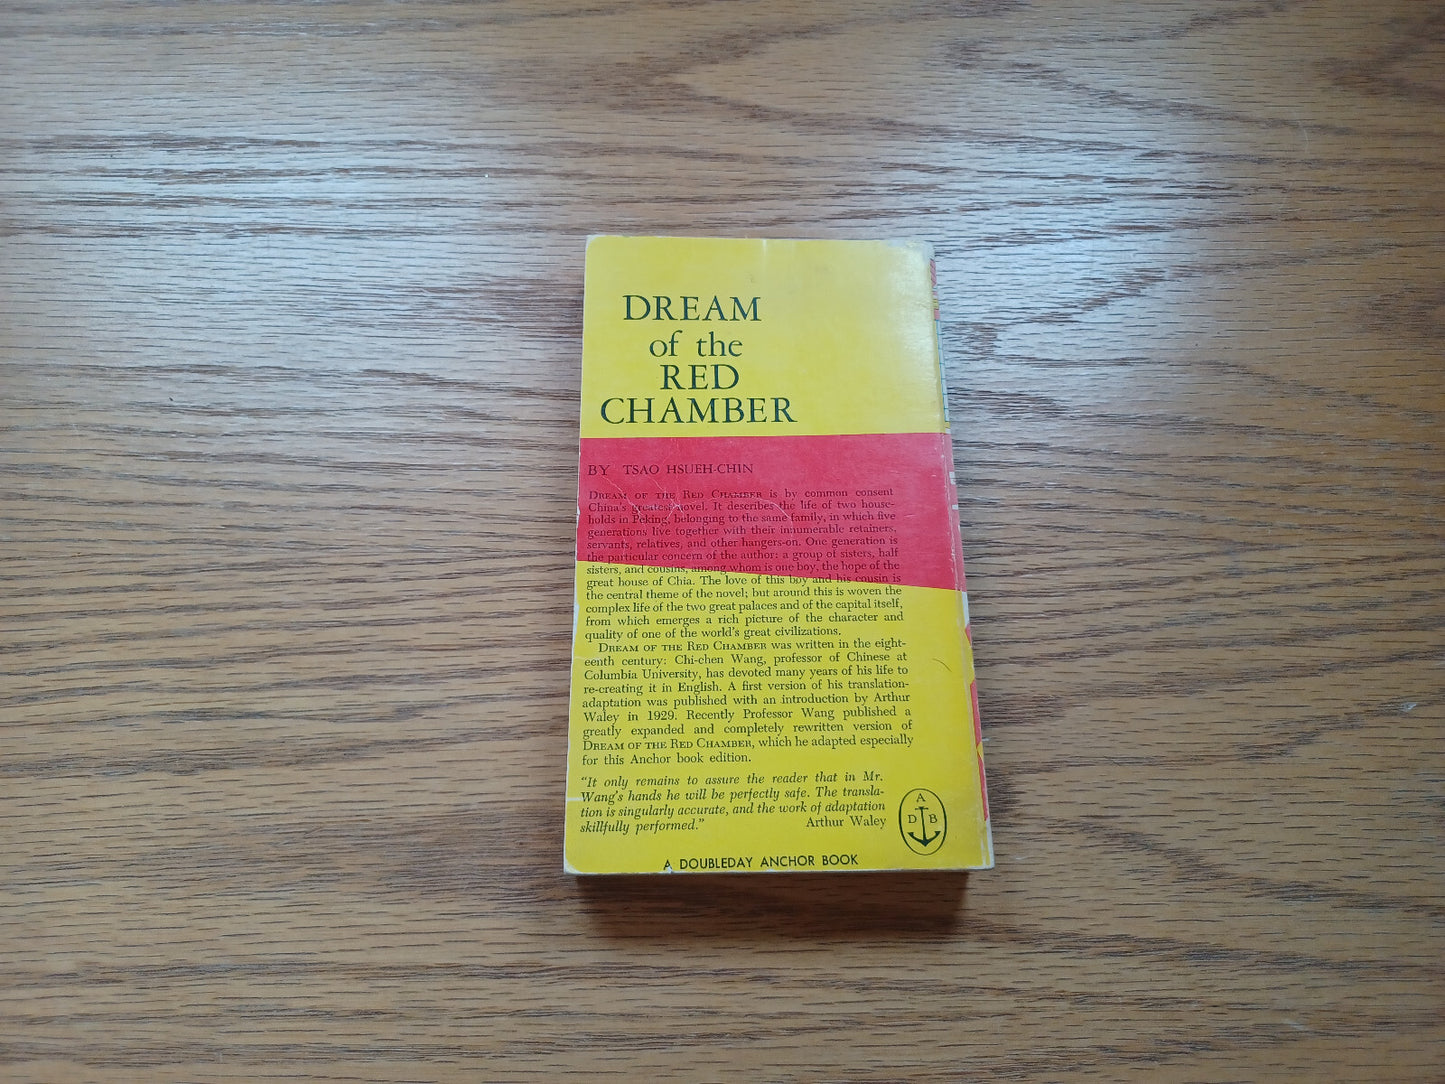 DREAM
of the
RED
CHAMBER
BY TSAO HSUEH-CHIN
DREAM OF THE RED CHAMBER is by common consent
China's greatest novel. It describes the life of two house-
holds in Peking, belonging to the same family, in which five
generations live together with their innumerable retainers,
servants, relatives, and other hangers-on. One generation is
the particular concern of the author: a group of sisters, half
sisters, and cousins, among whom is one boy, the hope of the
great house of Chia. The love of this boy and his cousin is
the central theme of the novel; but around this is woven the
complex life of the two great palaces and of the capital itself,
from which emerges a rich picture of the character and
quality of one of the world's great civilizations.
DREAM OF THE RED CHAMBER was written in the eight-
eenth century: Chi-chen Wang, professor of Chinese at
Columbia University, has devoted many years of his life to
re-creating it in English. A first version of his translation-
adaptation was published with an introduction by Arthur
Waley in 1929. Recently Professor Wang published a
greatly expanded and completely rewritten version of
DREAM OF THE RED CHAMBER, which he adapted especially
for this Anchor book edition.
"It only remains to assure the reader that in Mr.
Wang's hands he will be perfectly safe. The transla-
tion is singularly accurate, and the work of adaptation
skillfully performed." Arthur Waley
A
D B
A DOUBLEDAY ANCHOR BOOK